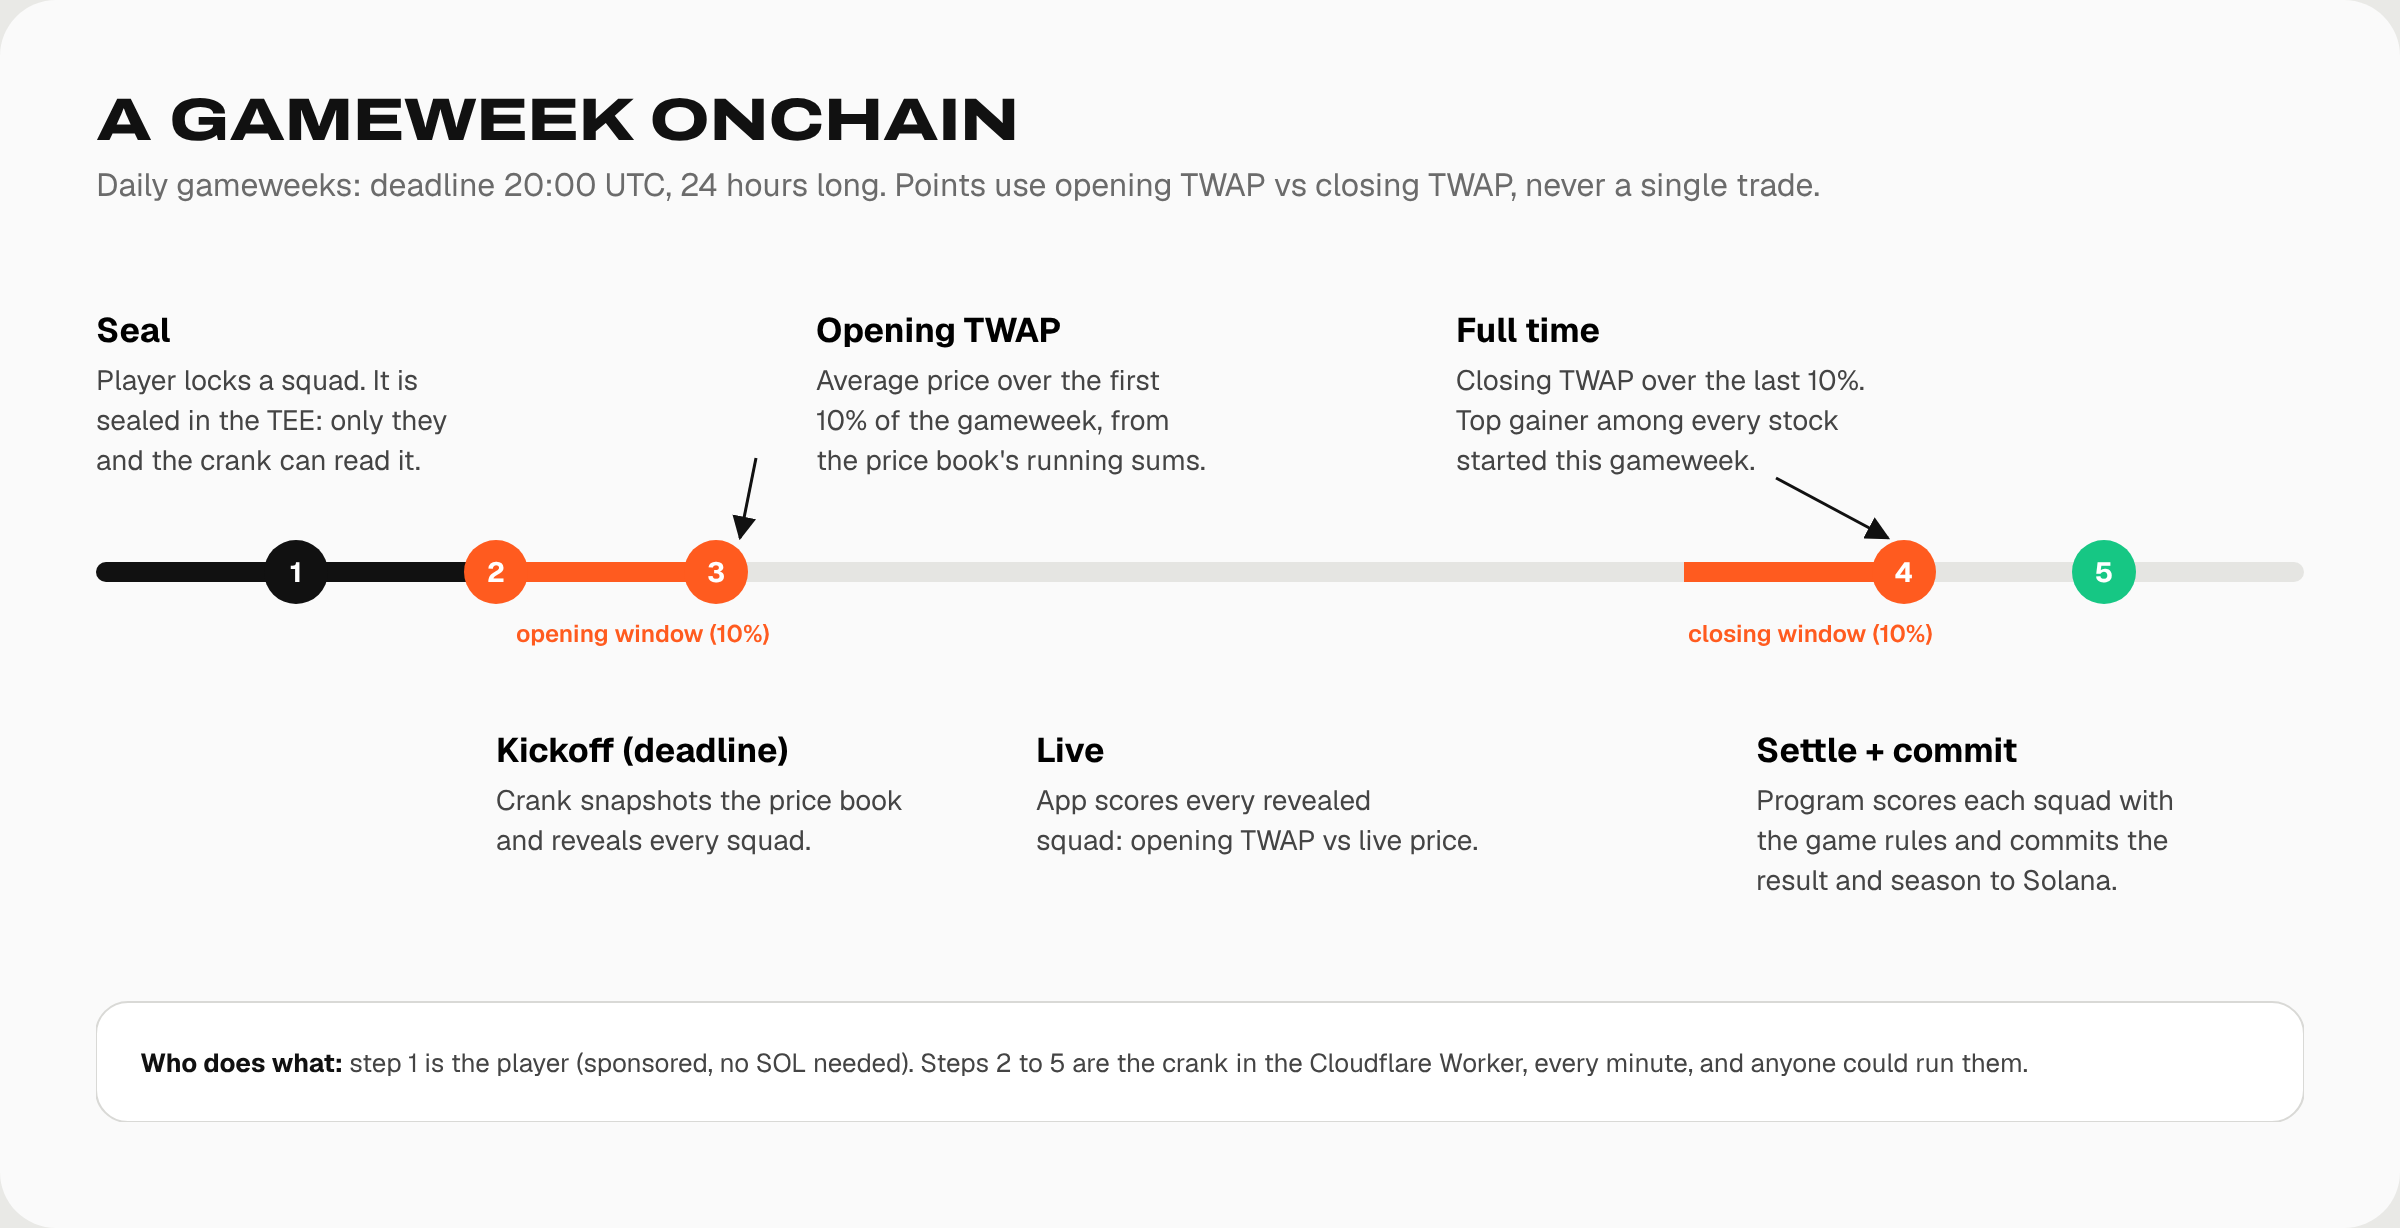 A GAMEWEEK ONCHAIN
Daily gameweeks: deadline 20:00 UTC, 24 hours long. Points use opening TWAP vs closing TWAP, never a single trade.
Seal
Player locks a squad. It is
sealed in the TEE: only they
and the crank can read it.
Opening TWAP
Average price over the first
10% of the gameweek, from
the price book's running sums.
Full time
Closing TWAP over the last 10%.
Top gainer among every stock
started this gameweek.
1
2
3
4
5
opening window (10%)
closing window (10%)
Kickoff (deadline)
Crank snapshots the price book
and reveals every squad.
Live
App scores every revealed
squad: opening TWAP vs live price.
Settle + commit
Program scores each squad with
the game rules and commits the
result and season to Solana.
Who does what: step 1 is the player (sponsored, no SOL needed). Steps 2 to 5 are the crank in the Cloudflare Worker, every minute, and anyone could run them.